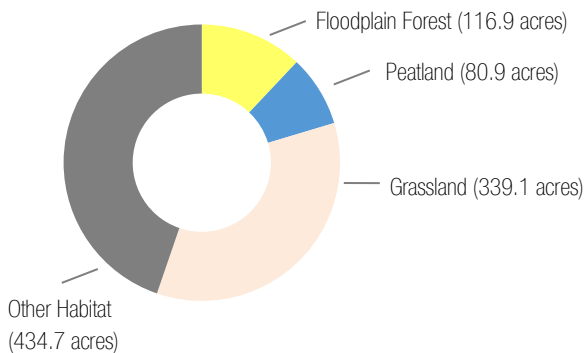 Floodplain Forest (116.9 acres)
Peatland (80.9 acres)
Grassland (339.1 acres)
Other Habitat
(434.7 acres)